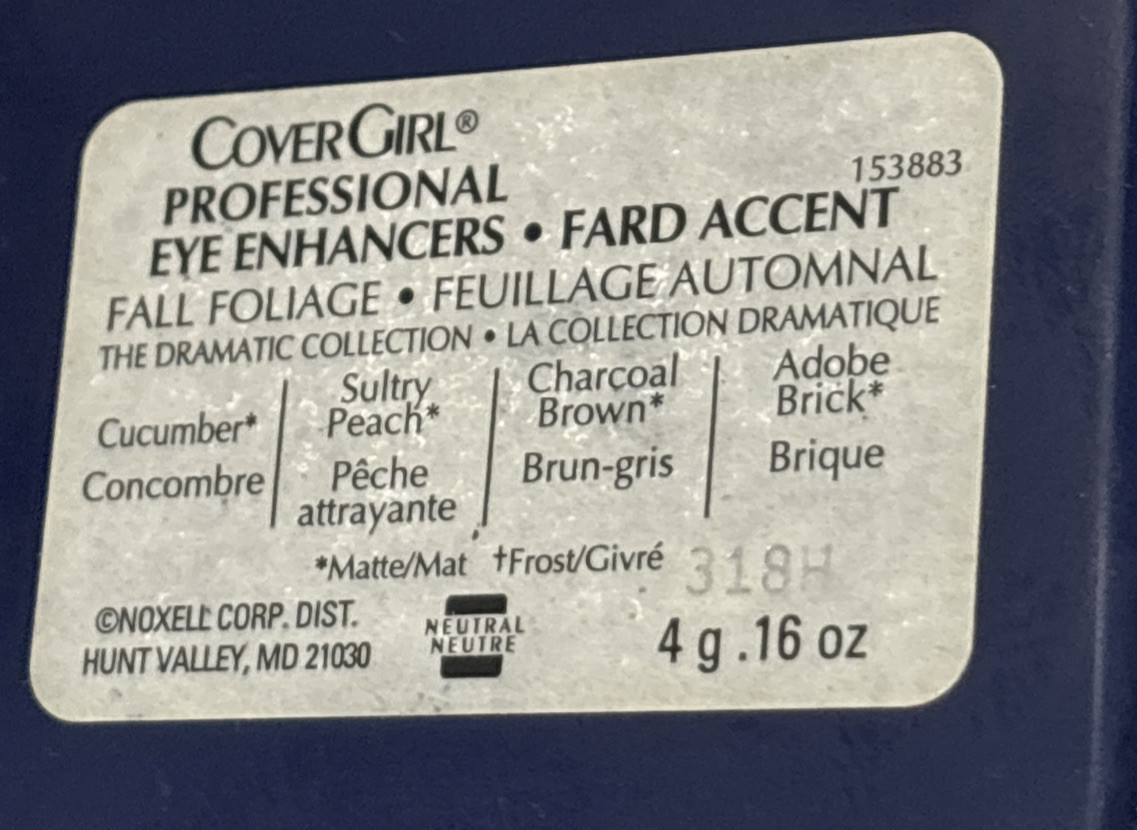 COVERGIRL®
153883
PROFESSIONAL
EYE ENHANCERS • FARD ACCENT
FALL FOLIAGE • FEUILLAGE AUTOMNAL
THE DRAMATIC COLLECTION • LA COLLECTION DRAMATIQUE
Cucumber*
Concombre
Sultry
Peach*
Pêche
attrayante
Charcoal
Brown*
Brun-gris
Adobe
Brick*
Brique
*Matte/Mat †Frost/Givré
318H
©NOXELL CORP. DIST.
HUNT VALLEY, MD 21030
NEUTRAL
NEUTRE
4 g .16 oz